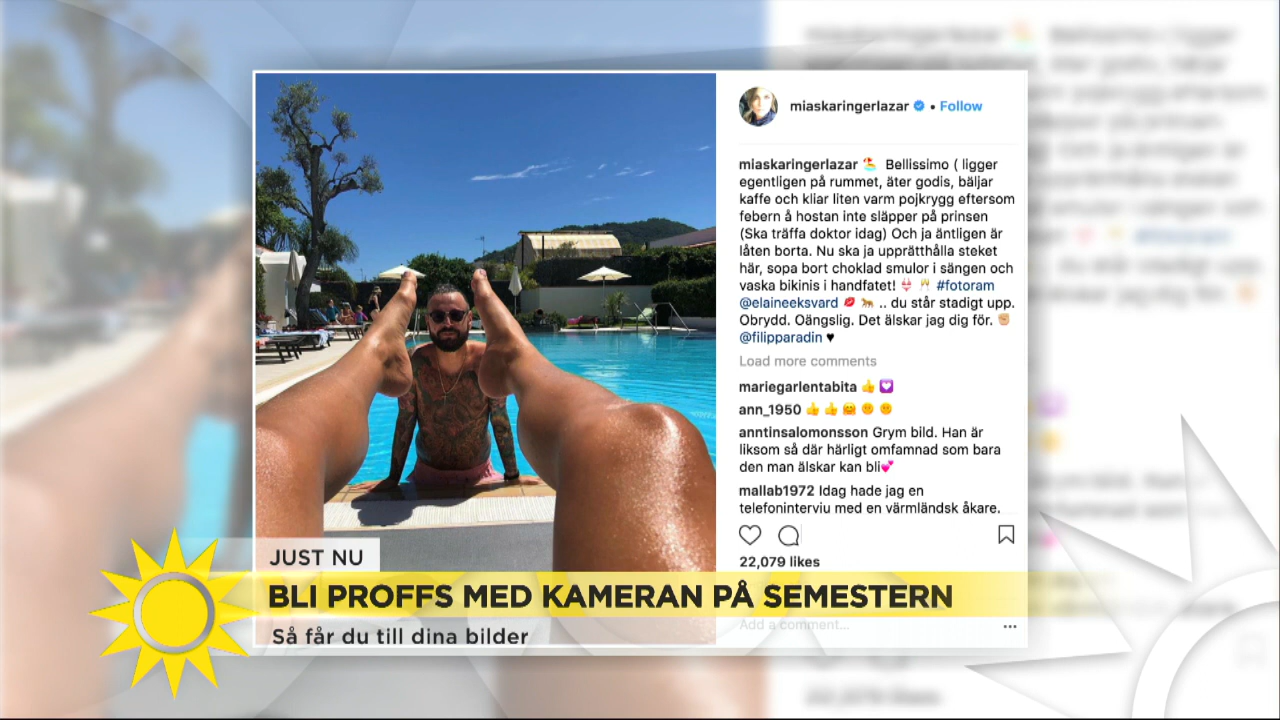 miaskaringerlazar • Follow
miaskaringerlazar ⛱️ Bellissimo ( ligger
egentligen på rummet, äter godis, bäljar
kaffe och kliar liten varm pojkrygg eftersom
febern å hostan inte släpper på prinsen
(Ska träffa doktor idag) Och ja äntligen är
låten borta. Nu ska ja upprätthålla steket
här, sopa bort choklad smulor i sängen och
vaska bikinis i handfatet! 👙 🥂 #fotoram
@elaineeksvard 💋 🐅 .. du står stadigt upp.
Obrydd. Oängslig. Det älskar jag dig för. ✊🏼
@filipparadin ♥
Load more comments
mariegarlentabita 👍 💟
ann_1950 👍 👍 🤗
anntinsalomonsson Grym bild. Han är
liksom så där härligt omfamnad som bara
den man älskar kan bli💕
mallab1972 Idag hade jag en
telefoninterviu med en värmländsk åkare.
22,079 likes
Add a comment...
JUST NU
BLI PROFFS MED KAMERAN PÅ SEMESTERN
Så får du till dina bilder